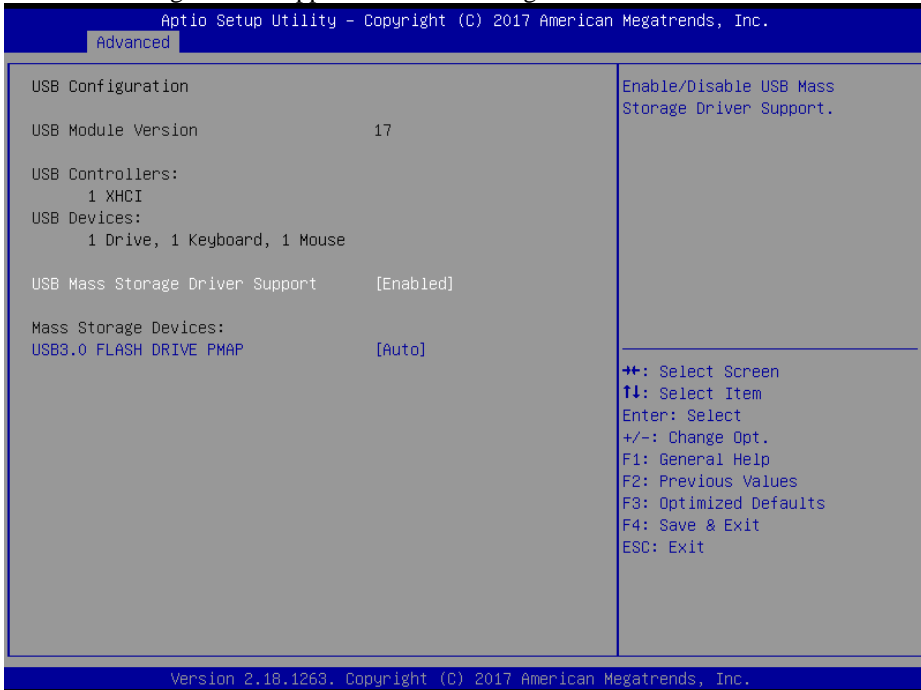 Aptio Setup Utility – Copyright (C) 2017 American Megatrends, Inc.
Advanced
USB Configuration
USB Module Version 17
USB Controllers:
1 XHCI
USB Devices:
1 Drive, 1 Keyboard, 1 Mouse
USB Mass Storage Driver Support [Enabled]
Mass Storage Devices:
USB3.0 FLASH DRIVE PMAP [Auto]
Enable/Disable USB Mass
Storage Driver Support.
→←: Select Screen
↑↓: Select Item
Enter: Select
+/-: Change Opt.
F1: General Help
F2: Previous Values
F3: Optimized Defaults
F4: Save & Exit
ESC: Exit
Version 2.18.1263. Copyright (C) 2017 American Megatrends, Inc.